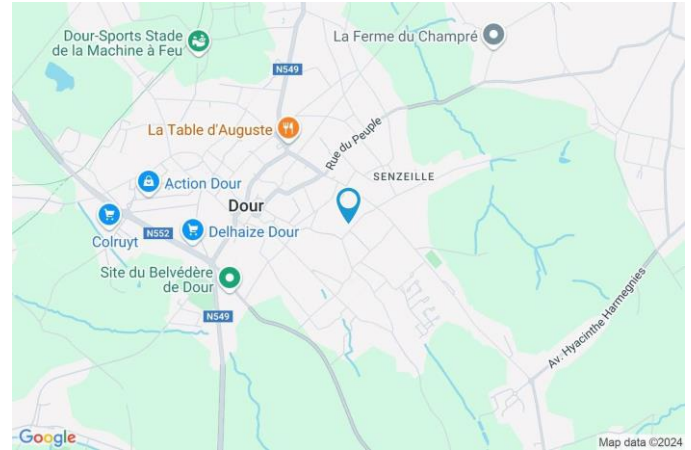 Dour-Sports Stade
de la Machine à Feu
La Ferme du Champré
N549
La Table d'Auguste
Rue du Peuple
SENZEILLE
Action Dour
Dour
Colruyt
N552
Delhaize Dour
Site du Belvédère
de Dour
N549
Av. Hyacinthe Harmegnies
Google
Map data ©2024